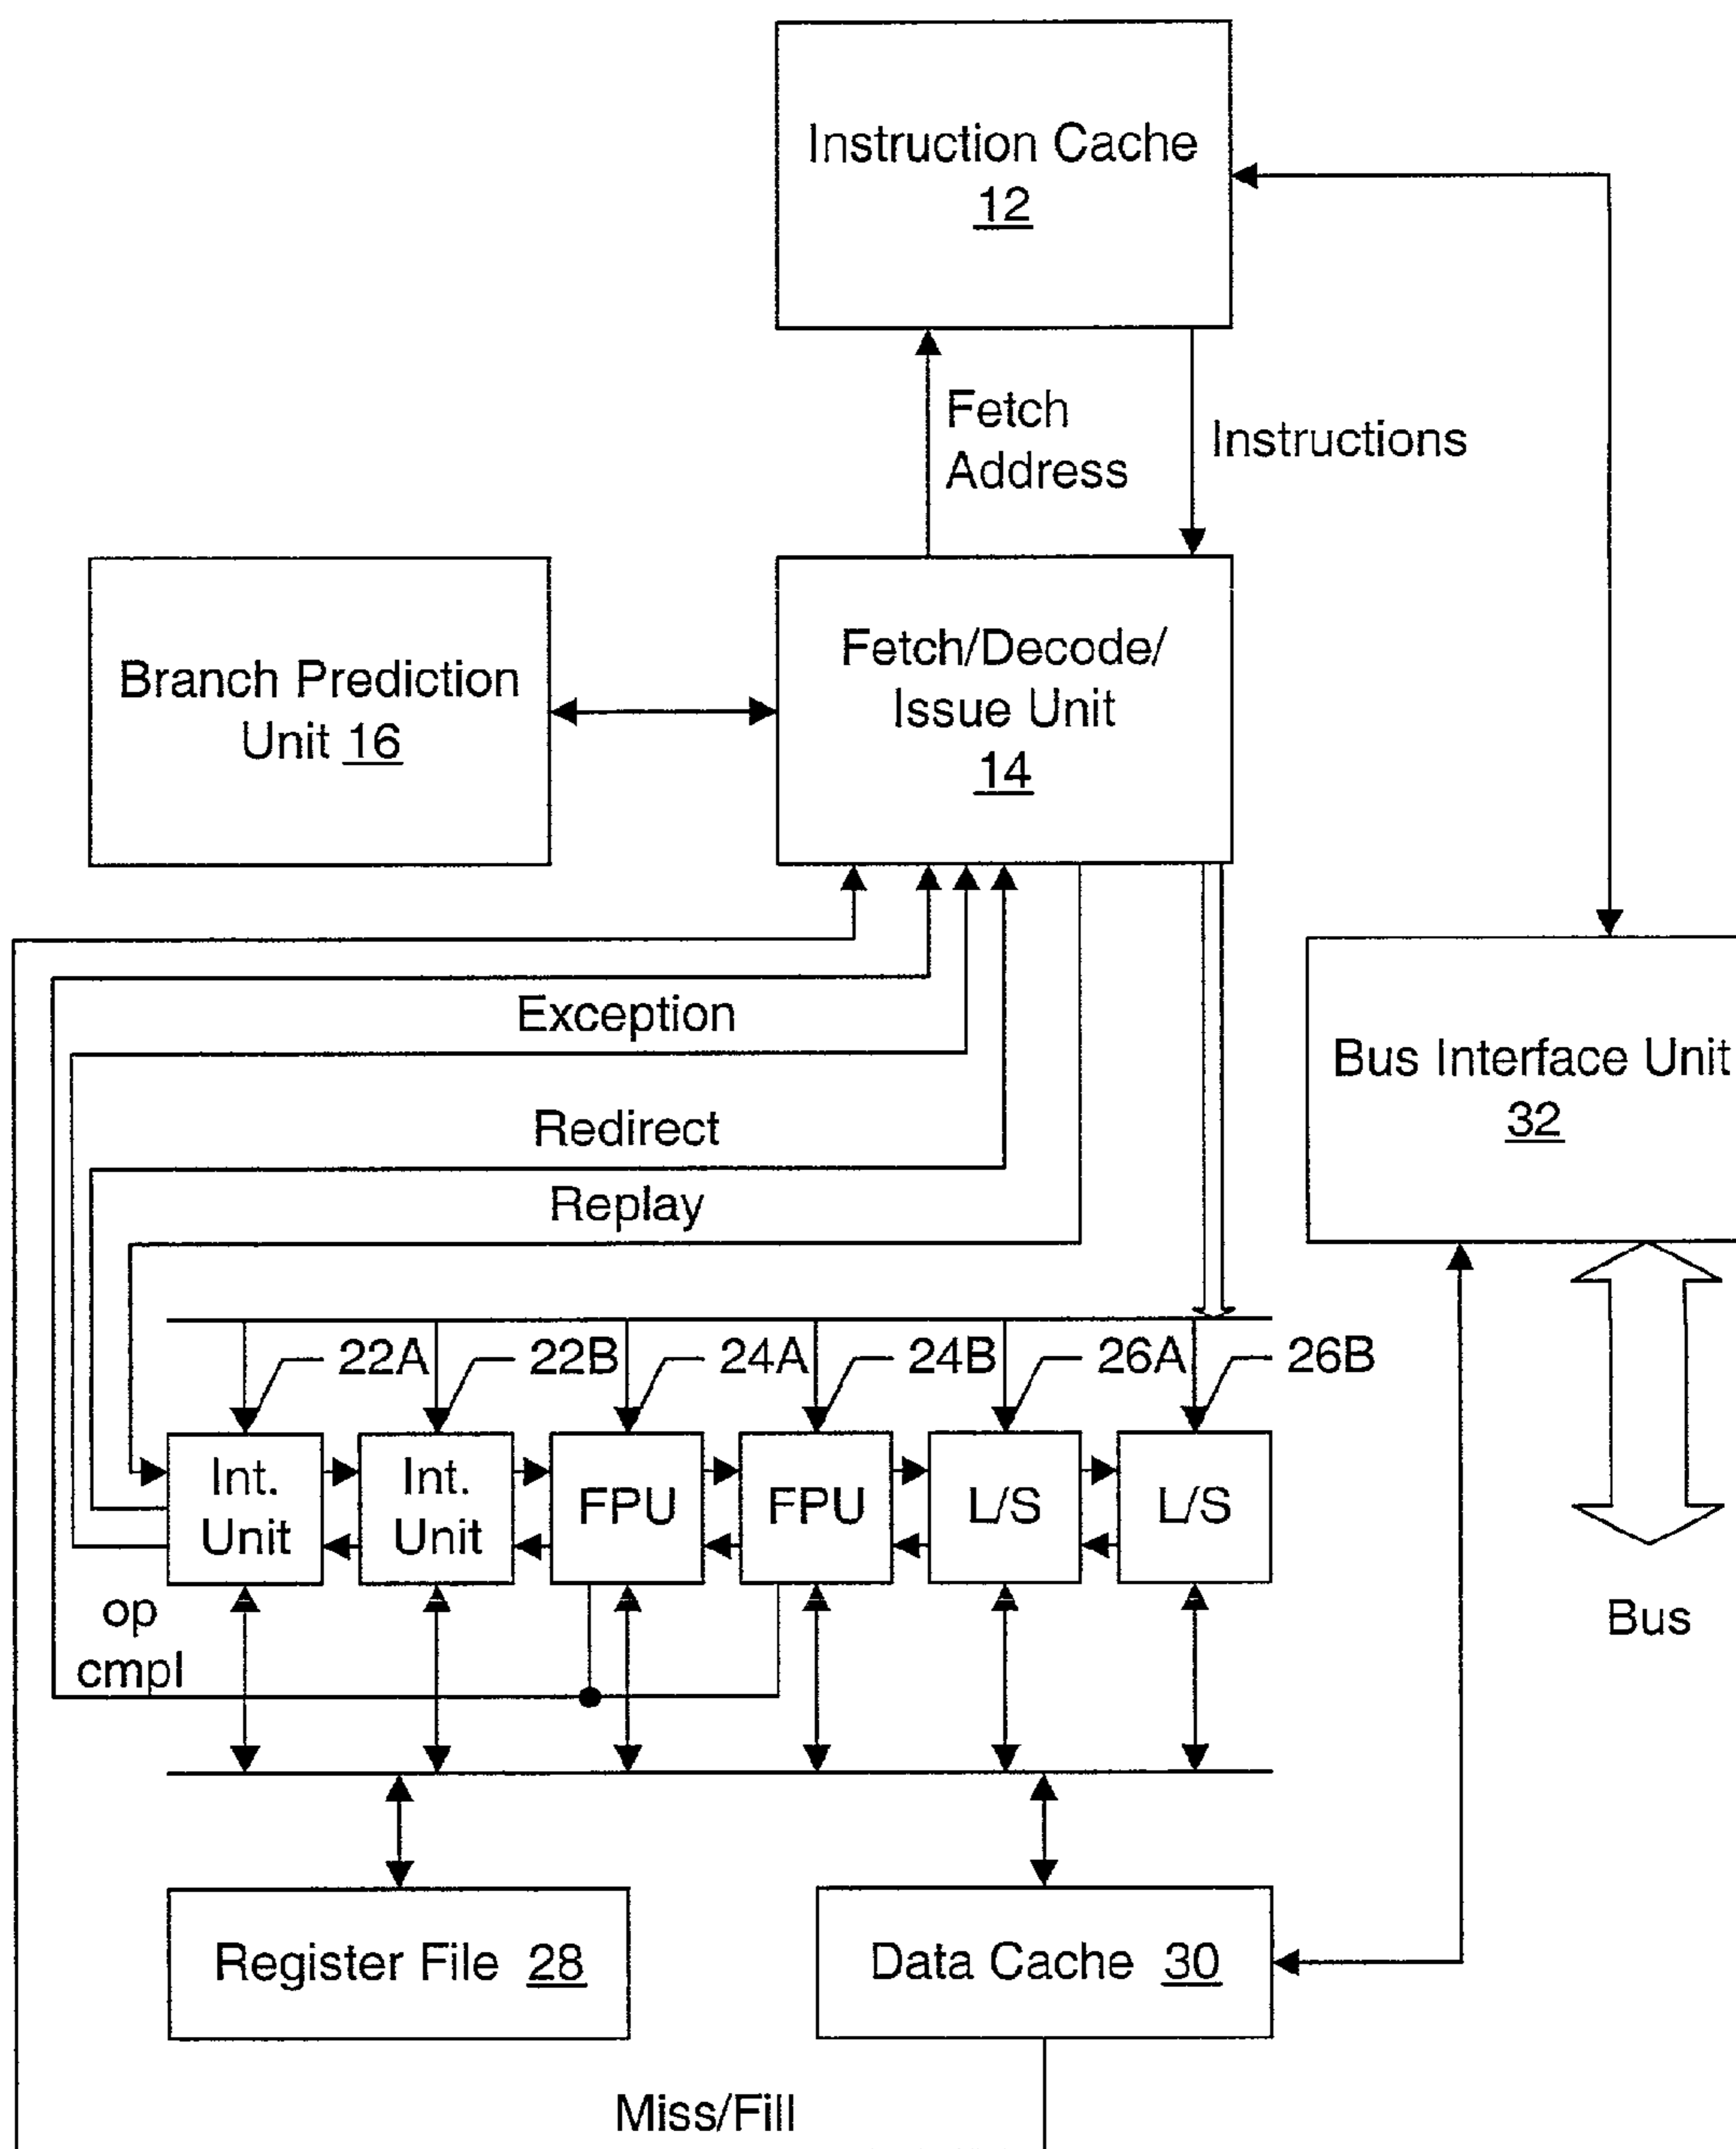 Instruction Cache
12
Fetch
Address
Instructions
Branch Prediction
Unit 16
Fetch/Decode/
Issue Unit
14
Exception
Redirect
Replay
Bus Interface Unit
32
22A
22B
24A
24B
26A
26B
Int.
Unit
Int.
Unit
FPU
FPU
L/S
L/S
op
cmpl
Bus
Register File 28
Data Cache 30
Miss/Fill